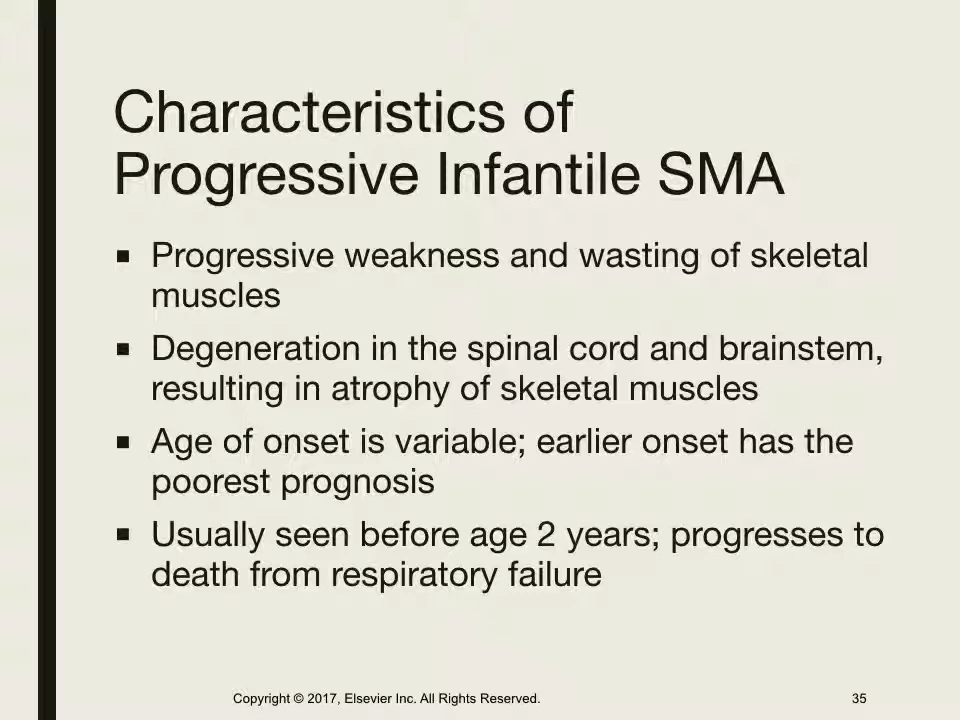 Characteristics of
Progressive Infantile SMA
▪ Progressive weakness and wasting of skeletal
muscles
▪ Degeneration in the spinal cord and brainstem,
resulting in atrophy of skeletal muscles
▪ Age of onset is variable; earlier onset has the
poorest prognosis
▪ Usually seen before age 2 years; progresses to
death from respiratory failure
Copyright © 2017, Elsevier Inc. All Rights Reserved.
35